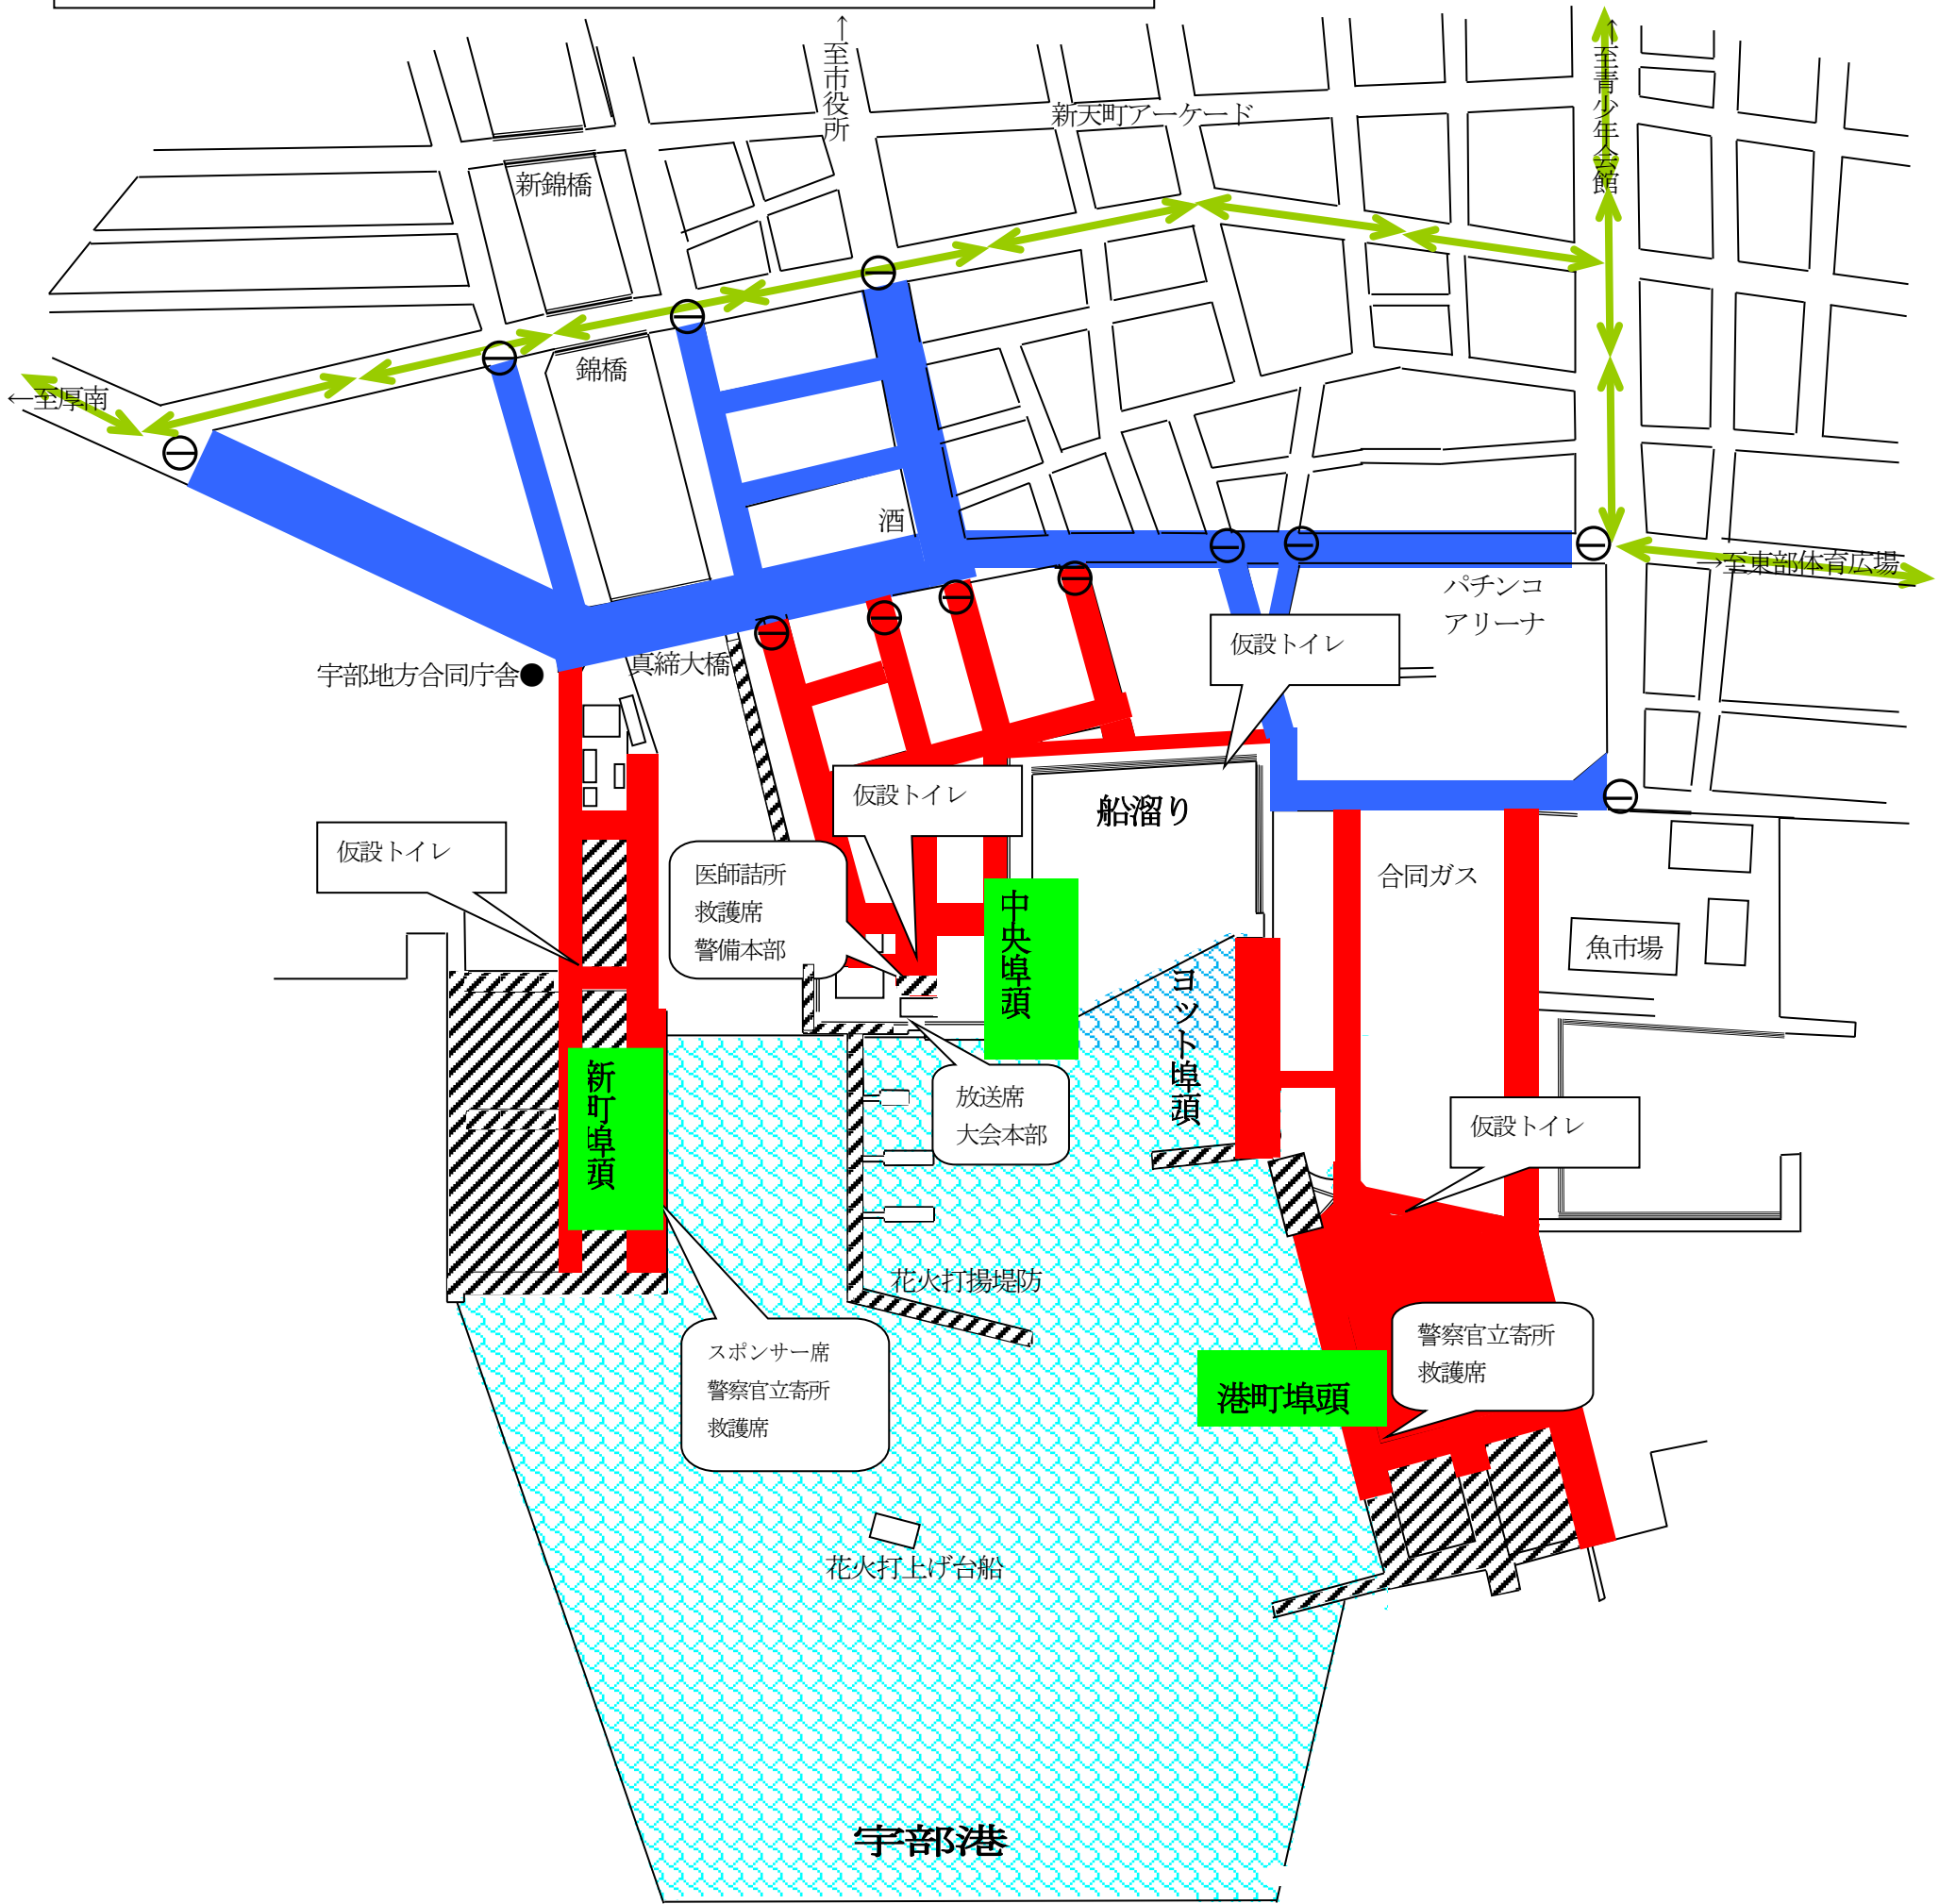 ↑至市役所
↑至青少年会館
新天町アーケード
新錦橋
錦橋
←至厚南
酒
→至東部体育広場
パチンコ
アリーナ
仮設トイレ
真締大橋
宇部地方合同庁舎●
仮設トイレ
船溜り
仮設トイレ
医師詰所
救護席
警備本部
合同ガス
中央埠頭
魚市場
ヨット埠頭
新町埠頭
放送席
大会本部
仮設トイレ
花火打揚堤防
スポンサー席
警察官立寄所
救護席
警察官立寄所
救護席
港町埠頭
花火打上げ台船
宇部港